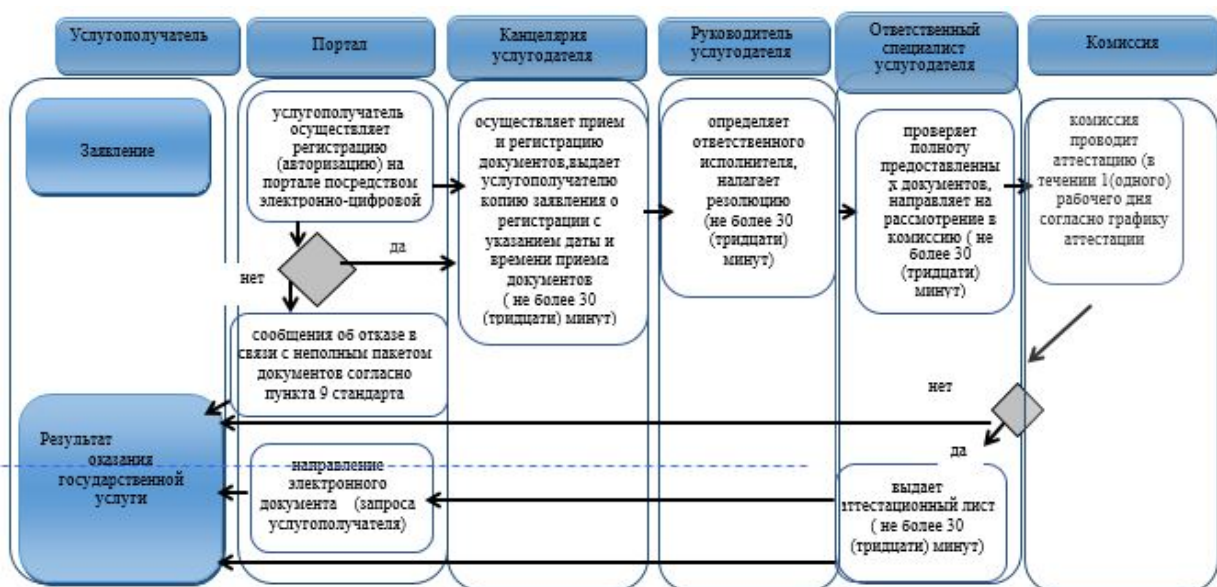 Услугополучатель
Портал
Канцелярия
услугодателя
Руководитель
услугодателя
Ответственный
специалист
услугодателя
Комиссия
Заявление
услугополучатель
осуществляет
регистрацию
(авторизацию) на
портале посредством
электронно-цифровой
осуществляет прием
и регистрацию
документов,выдает
услугополучателю
копию заявления о
регистрации с
указанием даты и
времени приема
документов
( не более 30
(тридцати) минут)
определяет
ответственного
исполнителя,
налагает
резолюцию
(не более 30
(тридцати)
минут)
проверяет
полноту
предоставленны
х документов,
направляет на
рассмотрение в
комиссию ( не
более 30
(тридцати)
минут)
комиссия
проводит
аттестацию (в
течении 1(одного)
рабочего дня
согласно графику
аттестации
да
нет
сообщения об отказе в
связи с неполным пакетом
документов согласно
пункта 9 стандарта
нет
да
Результат
оказания
государственной
услуги
направление
электронного
документа (запроса
услугополучателя)
выдает
аттестационный лист
( не более 30
(тридцати) минут)